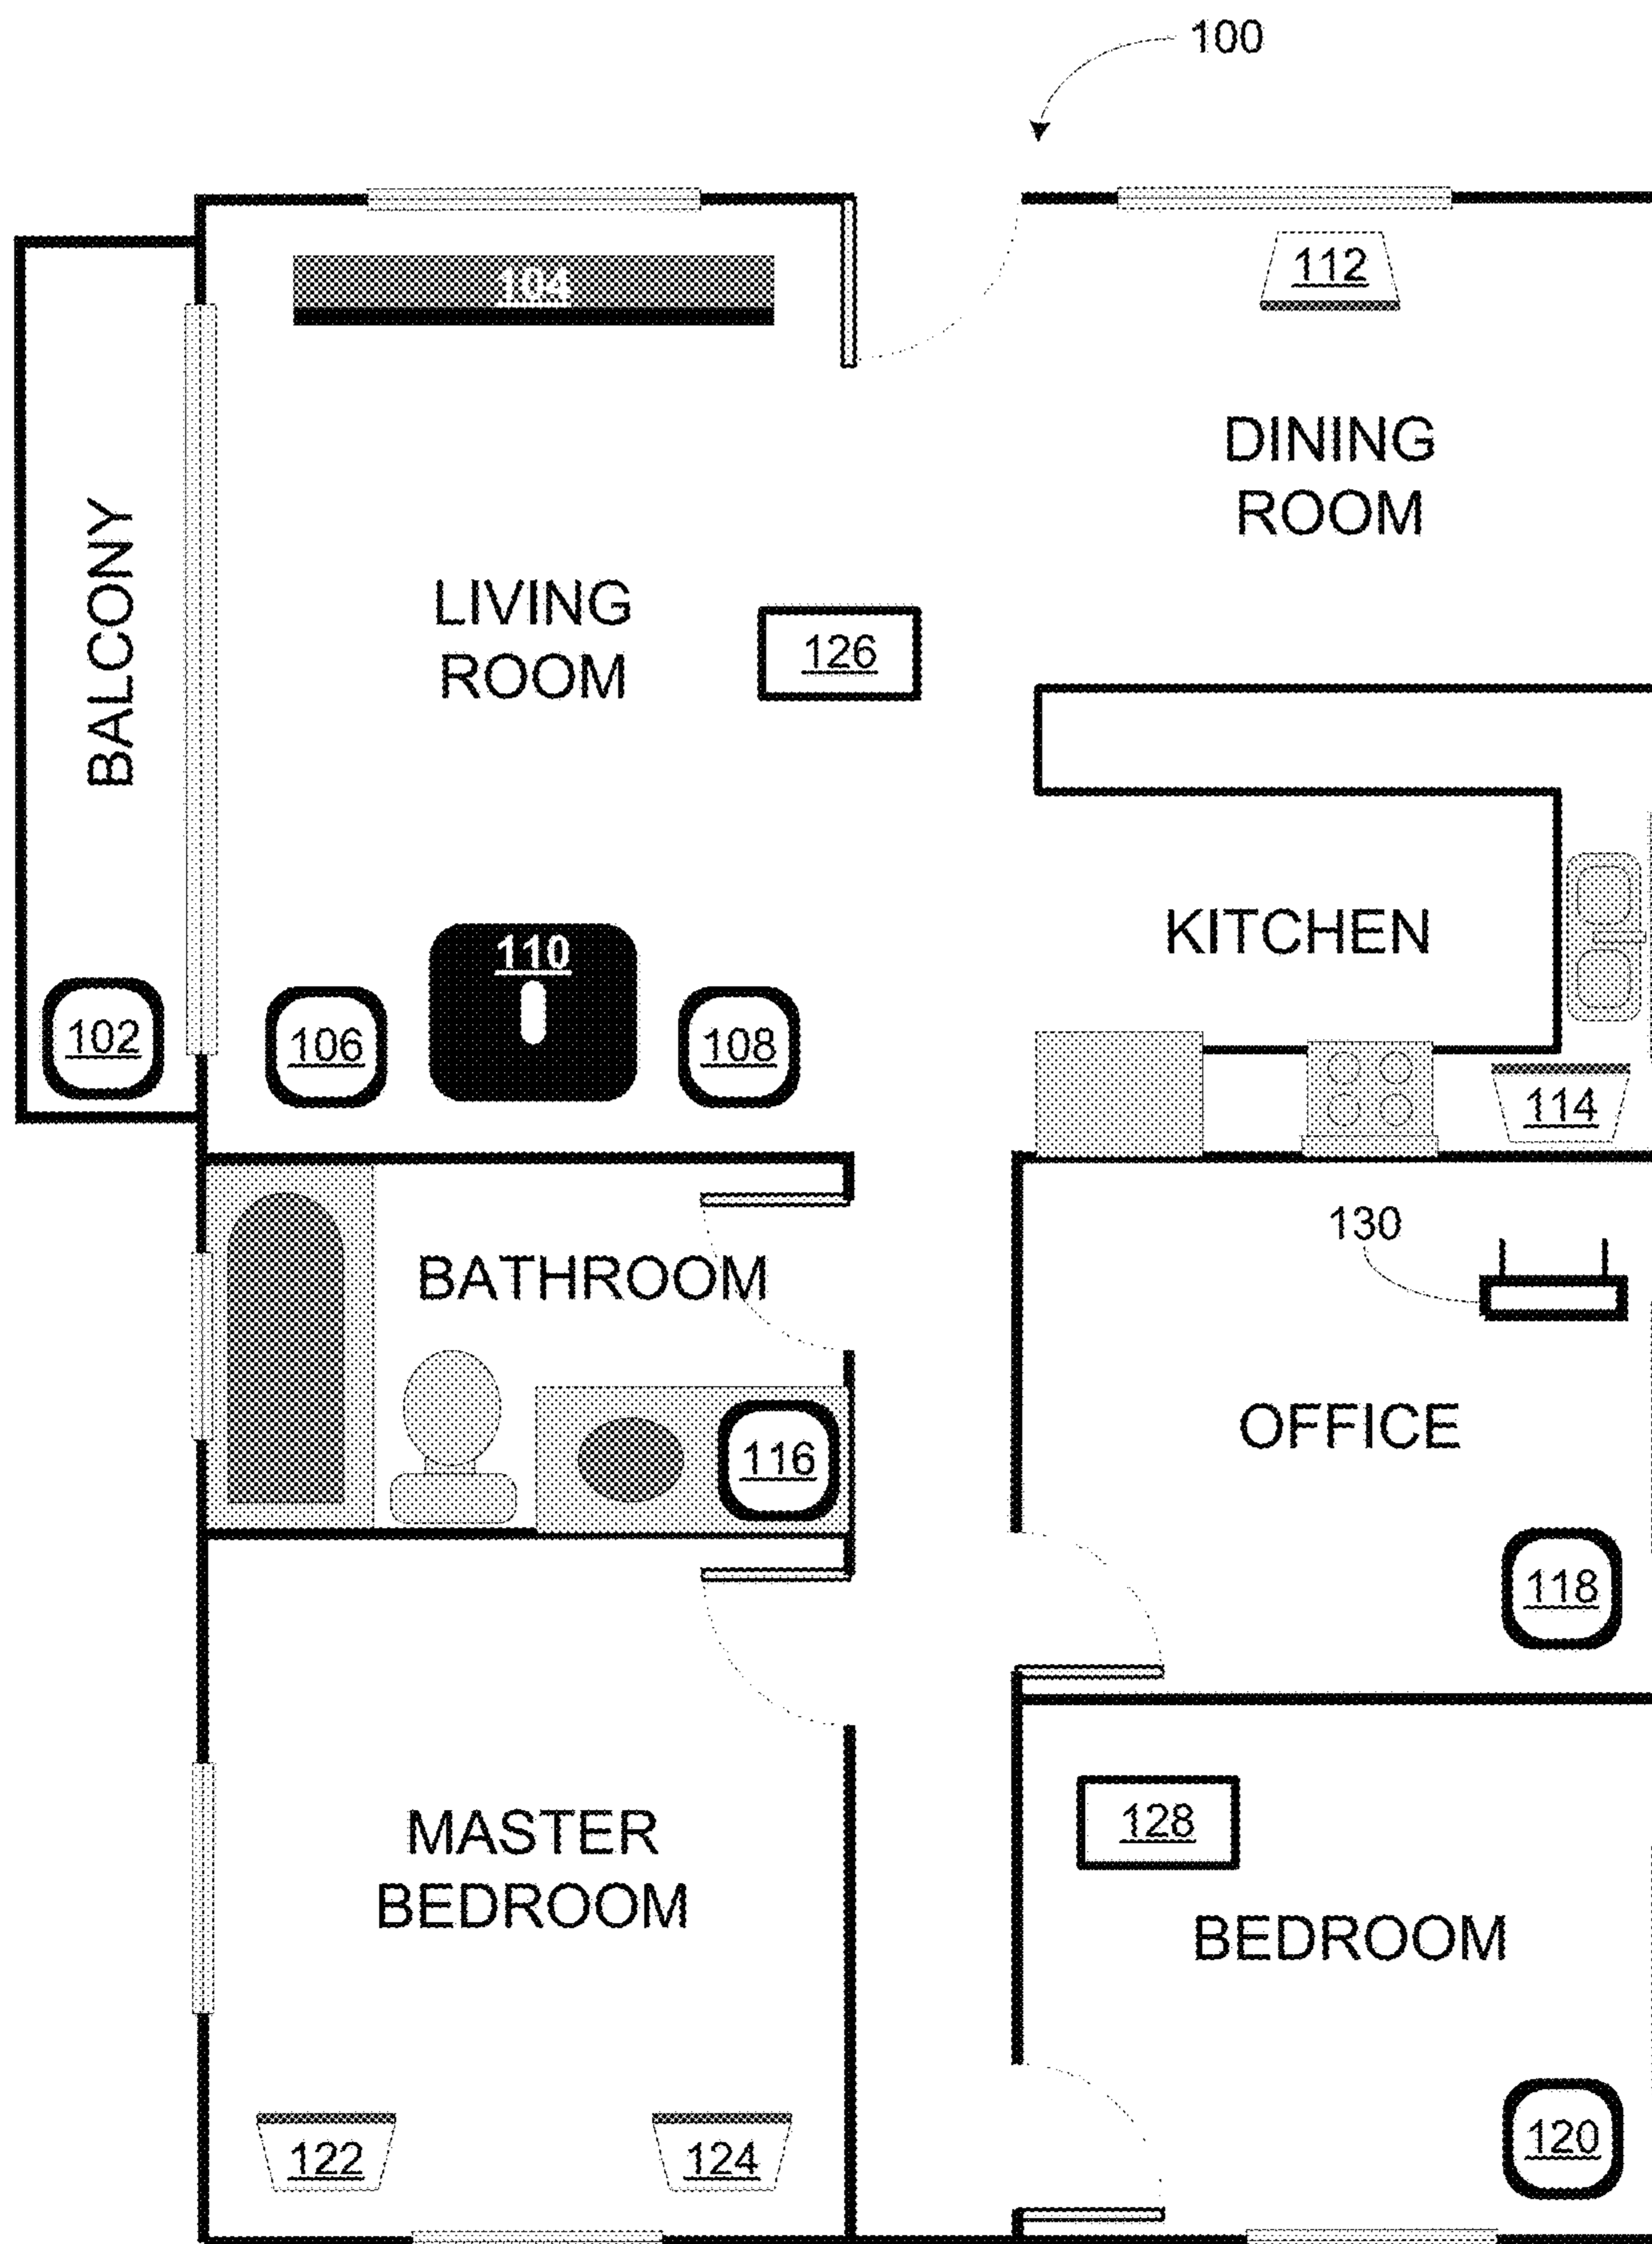 100
104
112
DINING
ROOM
BALCONY
LIVING
ROOM
126
KITCHEN
110
102
106
108
114
130
BATHROOM
OFFICE
116
118
MASTER
BEDROOM
128
BEDROOM
122
124
120